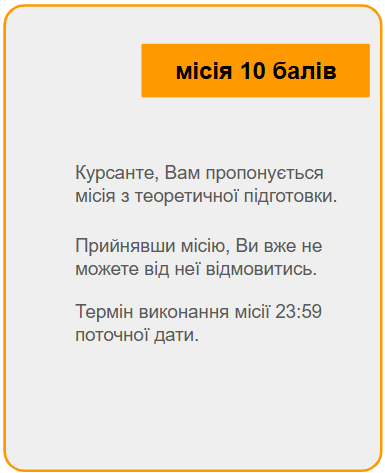 місія 10 балів
Курсанте, Вам пропонується
місія з теоретичної підготовки.
Прийнявши місію, Ви вже не
можете від неї відмовитись.
Термін виконання місії 23:59
поточної дати.